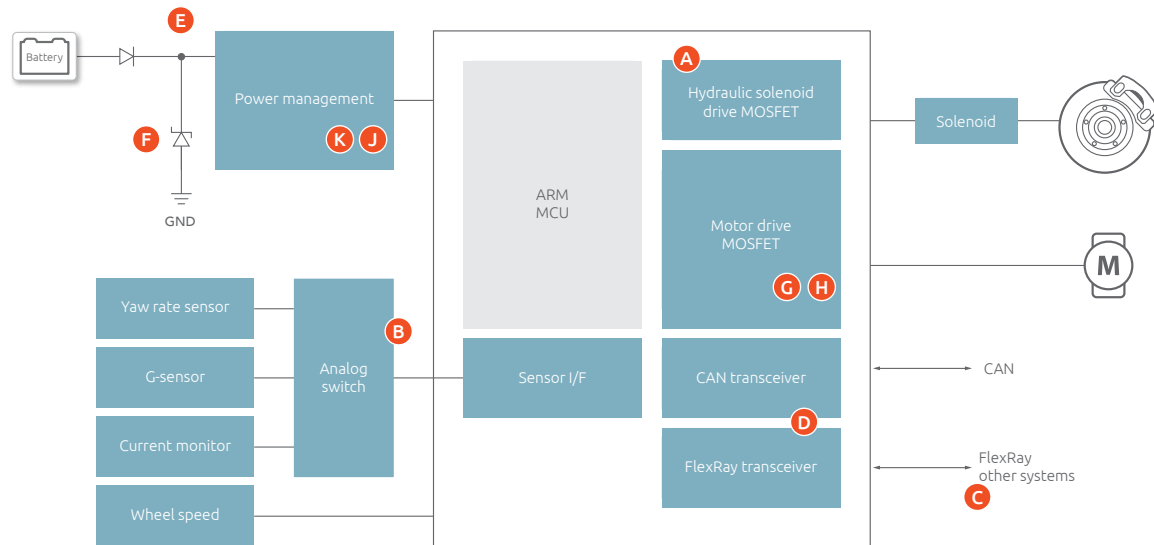 E
Battery
Power management
F
K J
GND
A
Hydraulic solenoid
drive MOSFET
ARM
MCU
Motor drive
MOSFET
G H
Solenoid
M
Yaw rate sensor
G-sensor
Current monitor
Wheel speed
Analog
switch
B
Sensor I/F
CAN transceiver
D
FlexRay transceiver
CAN
FlexRay
other systems
C